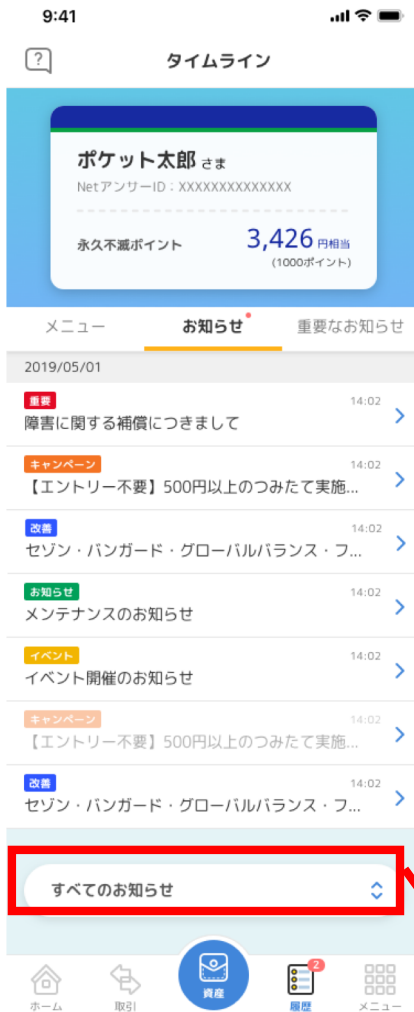 9:41
?
タイムライン
ポケット太郎 さま
NetアンサーID：XXXXXXXXXXXXXX
永久不滅ポイント
3,426 円相当
(1000ポイント)
メニュー お知らせ 重要なお知らせ
2019/05/01
重要 14:02
障害に関する補償につきまして
キャンペーン 14:02
【エントリー不要】500円以上のつみたて実施...
改善 14:02
セゾン・バンガード・グローバルバランス・フ...
お知らせ 14:02
メンテナンスのお知らせ
イベント 14:02
イベント開催のお知らせ
キャンペーン 14:02
【エントリー不要】500円以上のつみたて実施...
改善 14:02
セゾン・バンガード・グローバルバランス・フ...
すべてのお知らせ
2
ホーム 取引 資産 履歴 メニュー